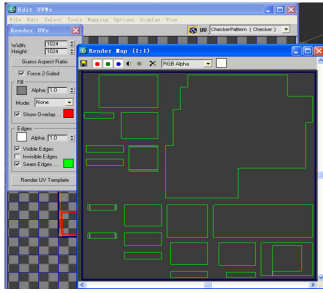 Edit UVWs
File Edit Select Tools Mapping Options Display View
UV CheckerPattern ( Checker )
Render UVs
Width: 1024
Height: 1024
Guess Aspect Ratio
Force 2-Sided
Fill
Alpha: 1.0
Mode: None
Show Overlap...
Edges
Alpha: 1.0
Visible Edges
Invisible Edges
Seam Edges...
Render UV Template
Render Map (1:1)
RGB Alpha